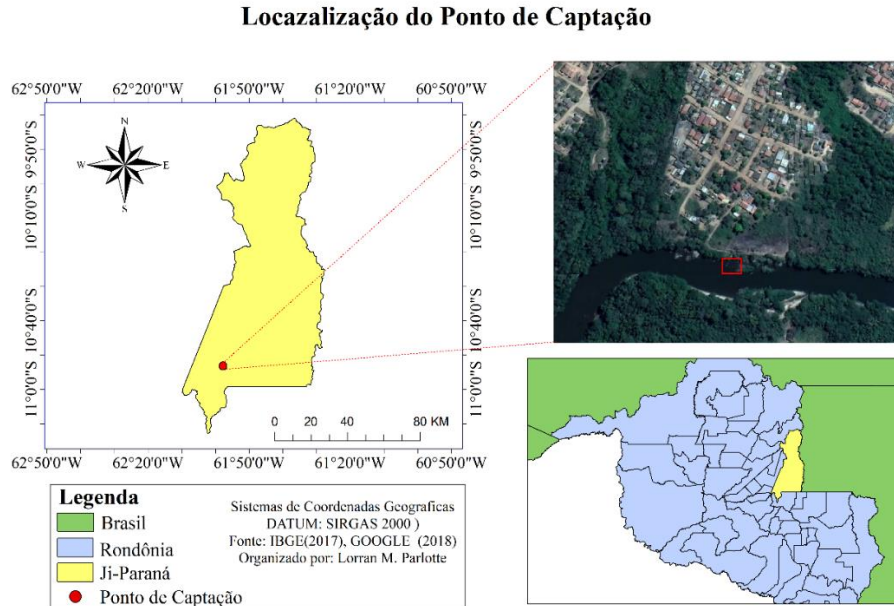 Locazalização do Ponto de Captação
62°50'0"W 62°20'0"W 61°50'0"W 61°20'0"W 60°50'0"W
9°50'0"S
10°10'0"S
10°40'0"S
11°0'0"S
N
W E
S
9°50'0"S
10°10'0"S
10°40'0"S
11°0'0"S
0 20 40 80 KM
62°50'0"W 62°20'0"W 61°50'0"W 61°20'0"W 60°50'0"W
Legenda
Brasil
Rondônia
Ji-Paraná
Ponto de Captação
Sistemas de Coordenadas Geograficas
DATUM: SIRGAS 2000 )
Fonte: IBGE(2017), GOOGLE (2018)
Organizado por: Lorran M. Parlotte